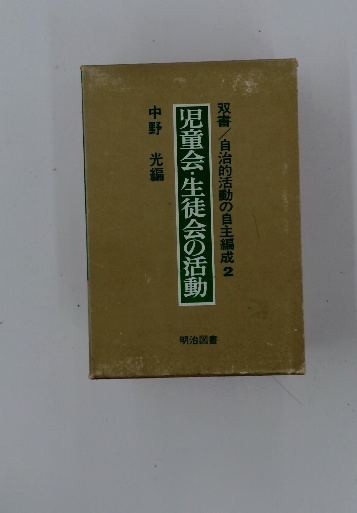 双書／自治的活動の自主編成2
児童会・生徒会の活動
中野 光編
明治図書